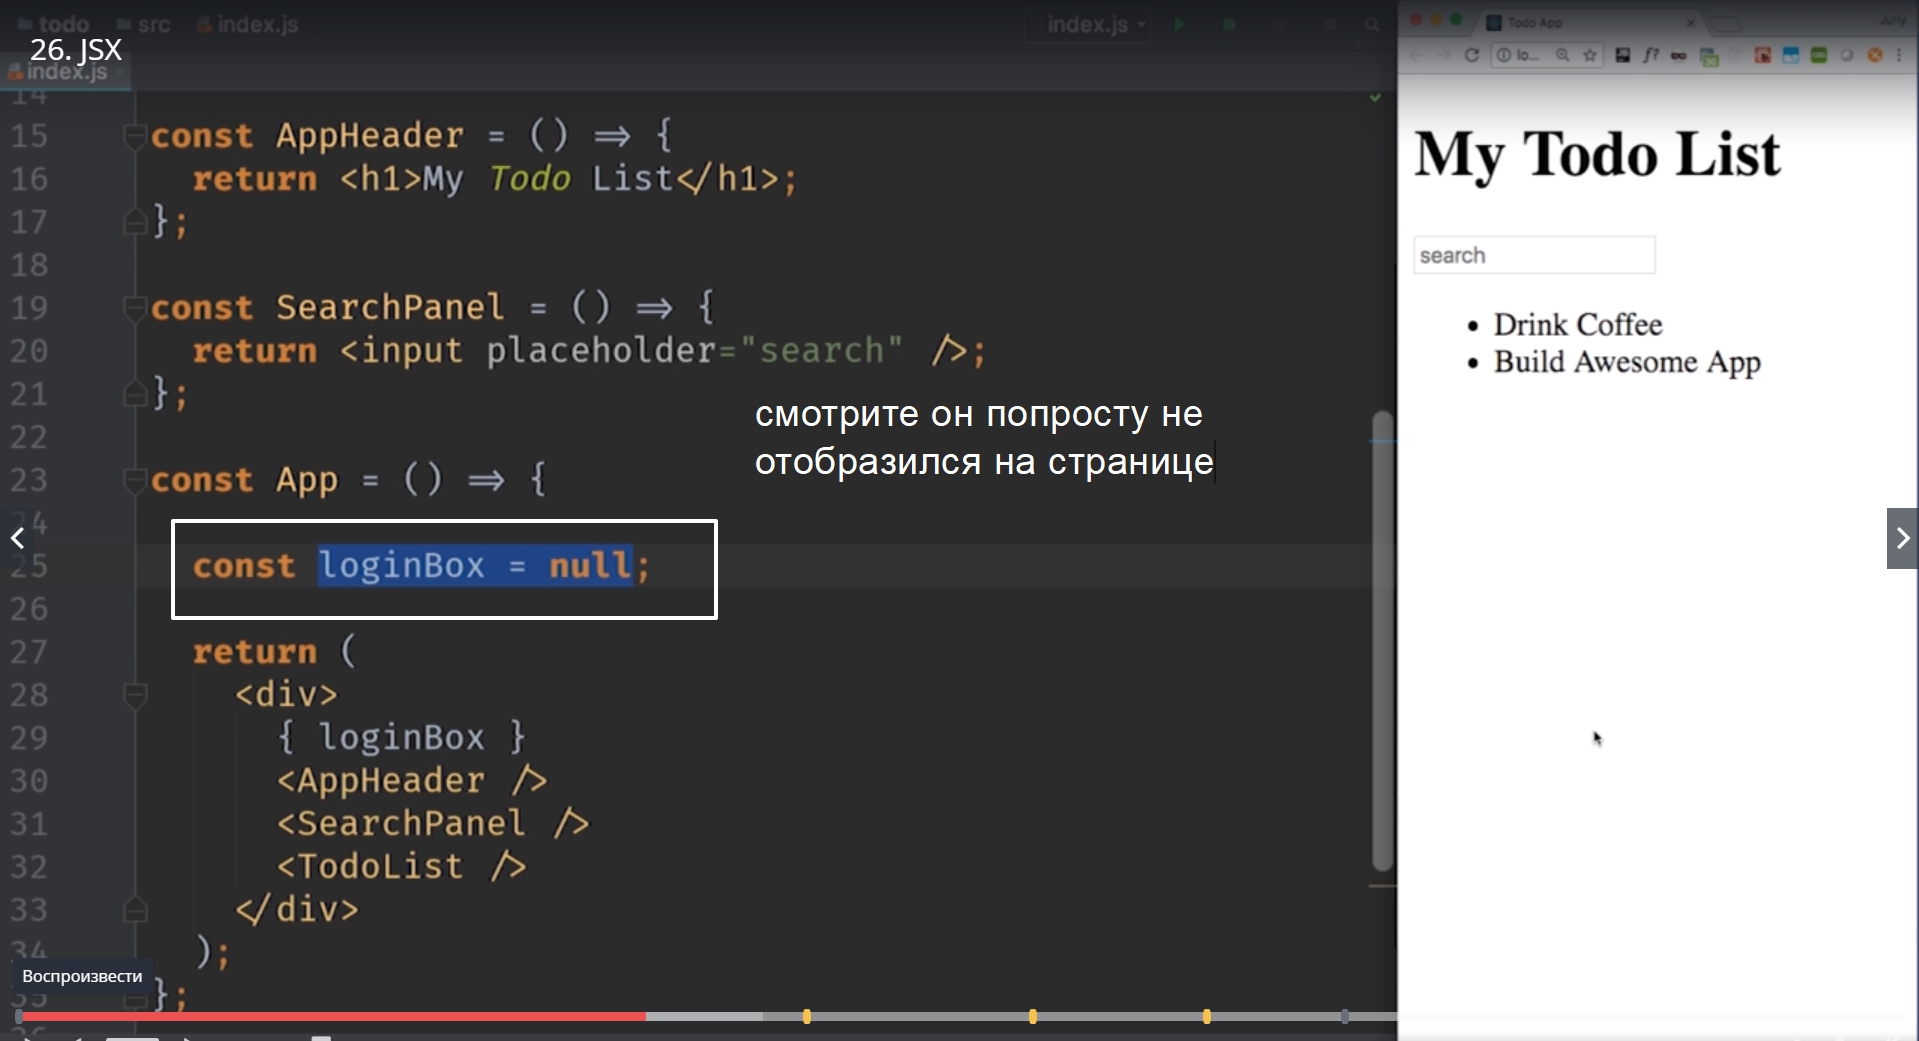 todo src index.js index.js
26. JSX
index.js
14
15 const AppHeader = () => {
16 return <h1>My Todo List</h1>;
17 };
18
19 const SearchPanel = () => {
20 return <input placeholder="search" />;
21 };
22
23 const App = () => {
24
25 const loginBox = null;
26
27 return (
28 <div>
29 { loginBox }
30 <AppHeader />
31 <SearchPanel />
32 <TodoList />
33 </div>
34 );
35 };
смотрите он попросту не
отобразился на странице
Воспроизвести
Todo App
lo... f?
My Todo List
search
• Drink Coffee
• Build Awesome App